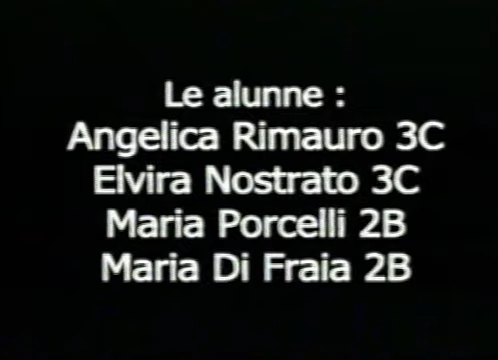 Le alunne :
Angelica Rimauro 3C
Elvira Nostrato 3C
Maria Porcelli 2B
Maria Di Fraia 2B